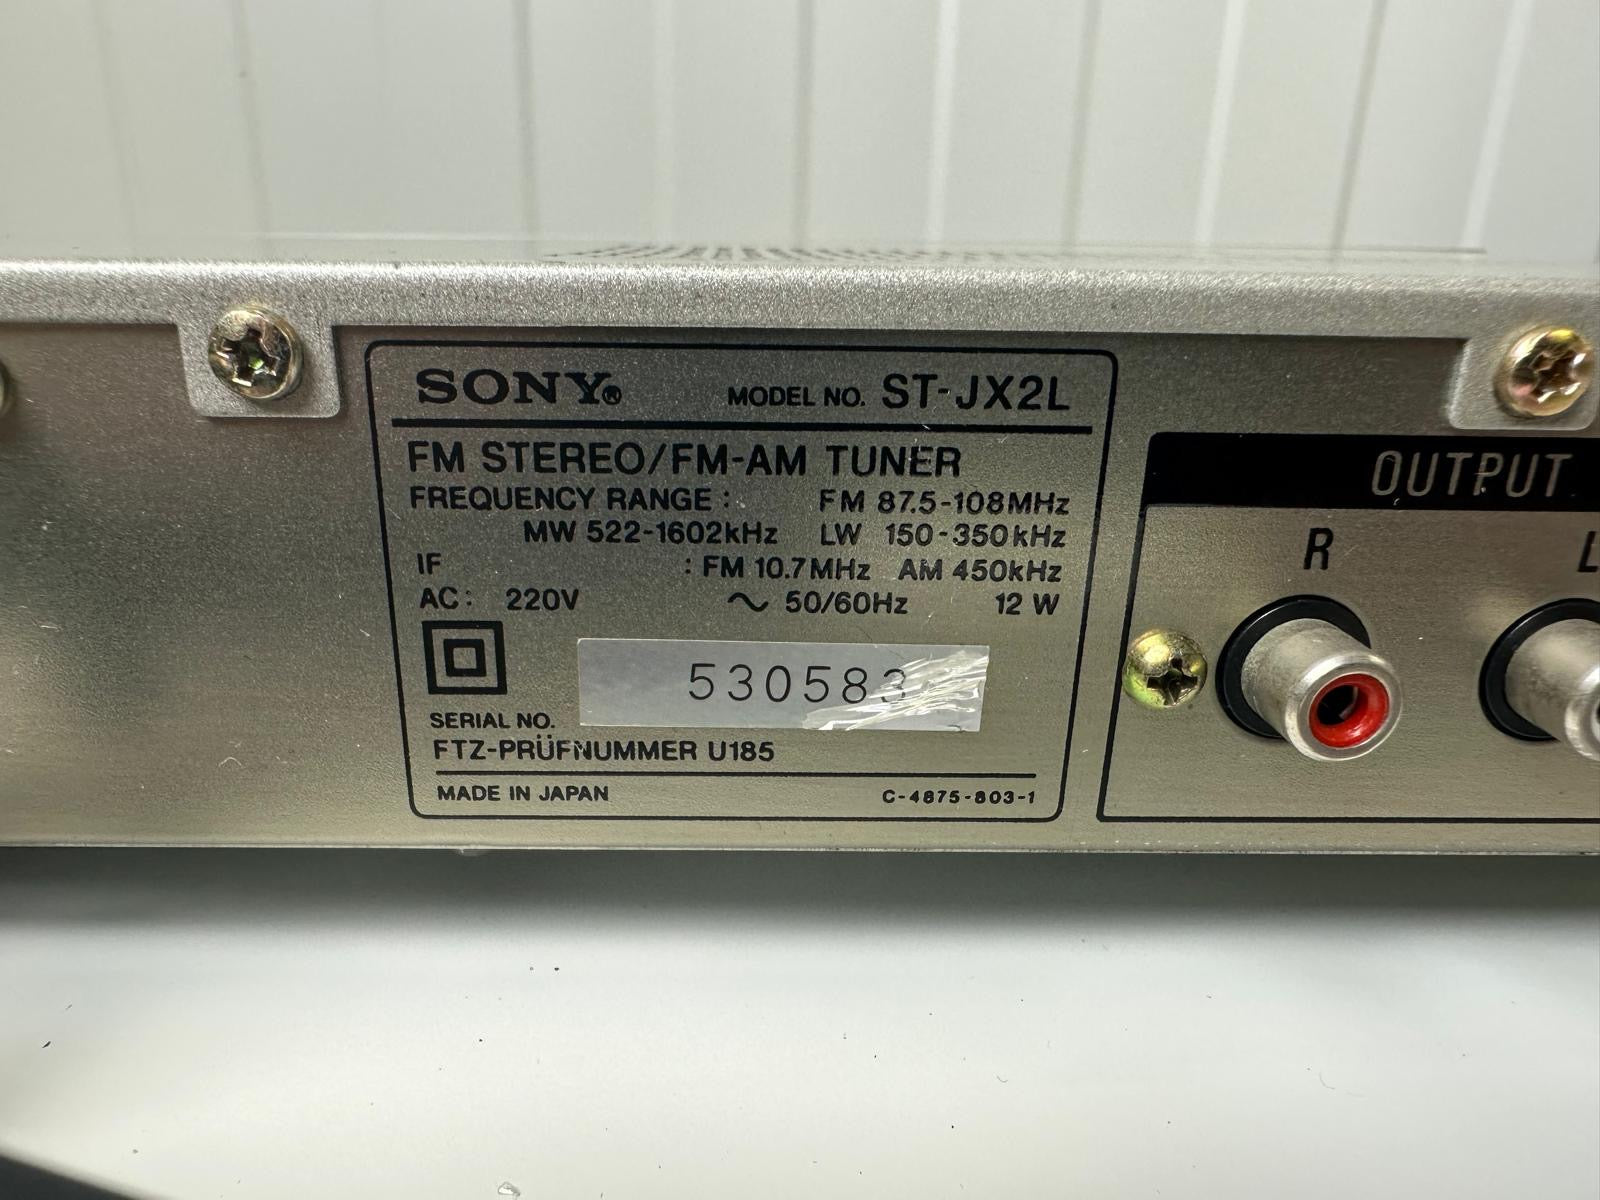 SONY®
MODEL NO. ST-JX2L
FM STEREO/FM-AM TUNER
FREQUENCY RANGE : FM 87.5-108MHz
MW 522-1602kHz LW 150-350kHz
IF : FM 10.7MHz AM 450kHz
AC: 220V ~ 50/60Hz 12 W
530583
SERIAL NO.
FTZ-PRÜFNUMMER U185
MADE IN JAPAN C-4875-803-1
OUTPUT
R L